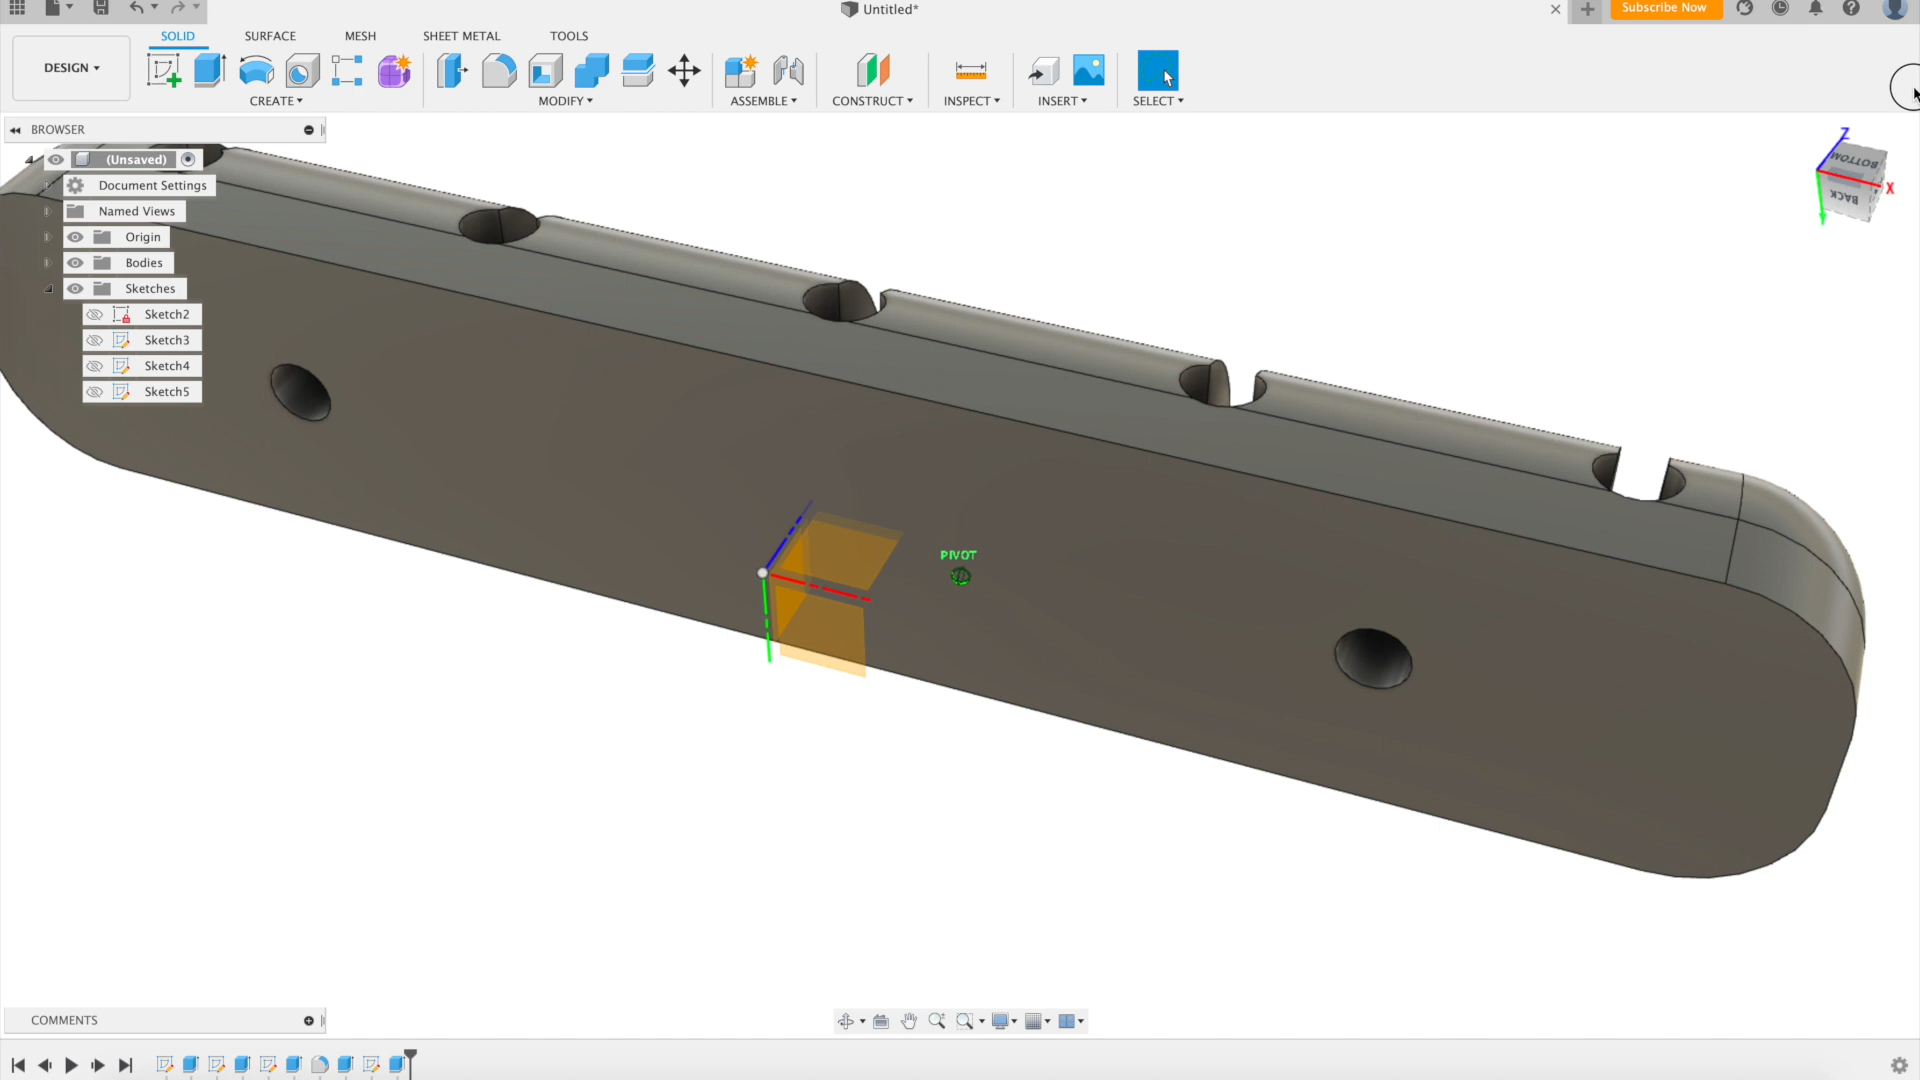 Untitled*
Subscribe Now
SOLID SURFACE MESH SHEET METAL TOOLS
DESIGN
CREATE MODIFY ASSEMBLE CONSTRUCT INSPECT INSERT SELECT
BROWSER
(Unsaved)
Document Settings
Named Views
Origin
Bodies
Sketches
Sketch2
Sketch3
Sketch4
Sketch5
Z
BOTTOM
X
BACK
PIVOT
COMMENTS